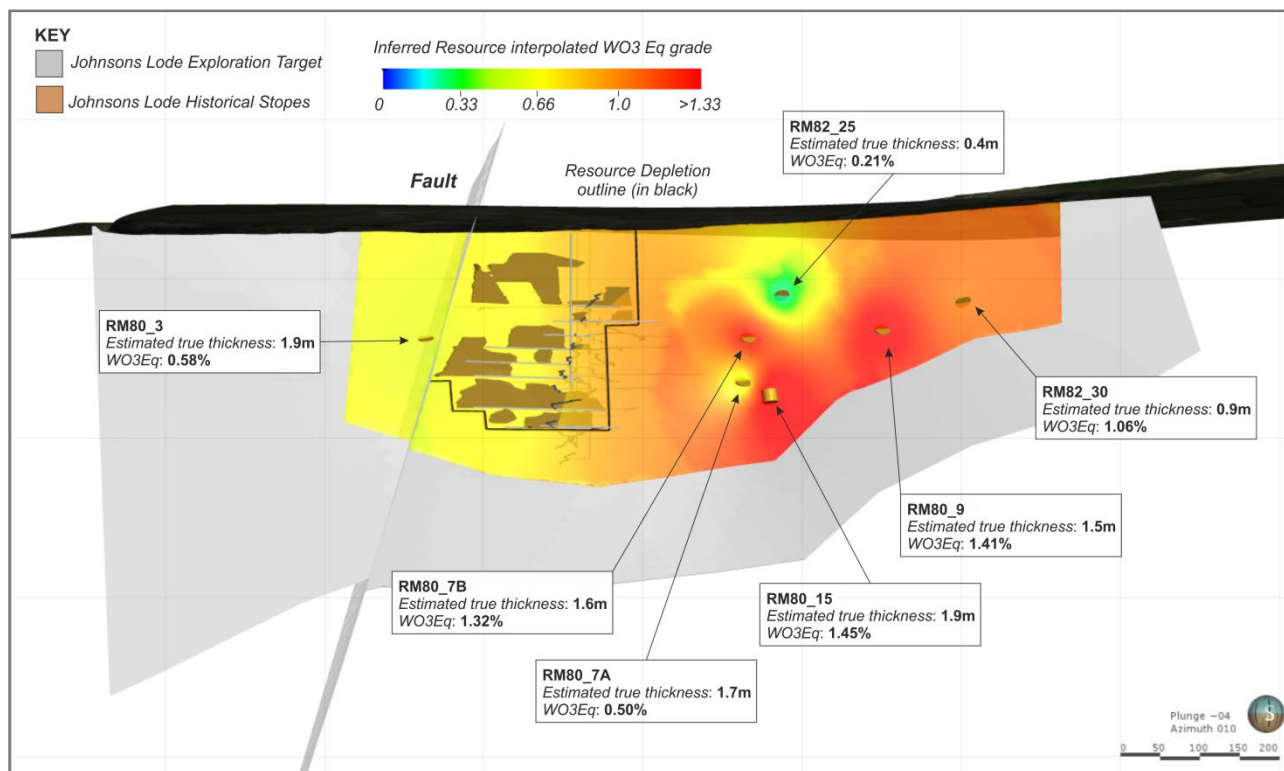 KEY
Johnsons Lode Exploration Target
Johnsons Lode Historical Stopes
Inferred Resource interpolated WO3 Eq grade
0 0.33 0.66 1.0 >1.33
RM82_25
Estimated true thickness: 0.4m
WO3Eq: 0.21%
Fault
Resource Depletion
outline (in black)
RM80_3
Estimated true thickness: 1.9m
WO3Eq: 0.58%
RM82_30
Estimated true thickness: 0.9m
WO3Eq: 1.06%
RM80_9
Estimated true thickness: 1.5m
WO3Eq: 1.41%
RM80_7B
Estimated true thickness: 1.6m
WO3Eq: 1.32%
RM80_15
Estimated true thickness: 1.9m
WO3Eq: 1.45%
RM80_7A
Estimated true thickness: 1.7m
WO3Eq: 0.50%
Plunge −04
Azimuth 010
S
0 50 100 150 200